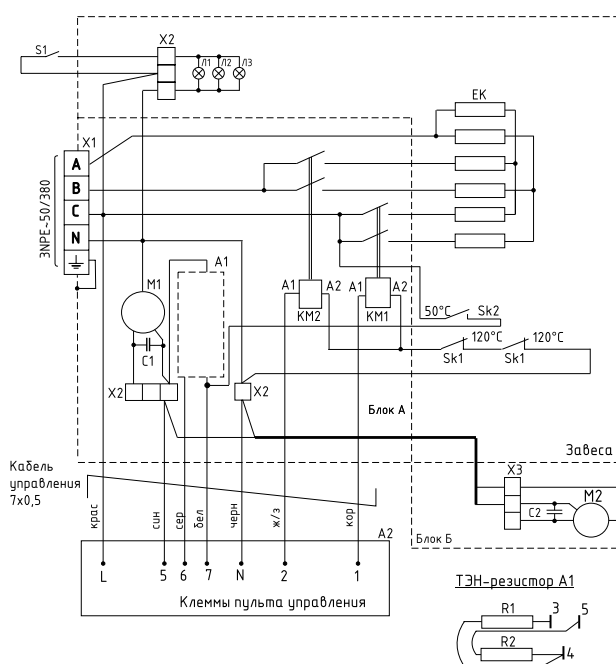 S1
X2
Л1 Л2 Л3
EK
X1
A
B
C
N
3NPE~50/380
M1
A1
C1
X2
A1 A2
KM2
A1 A2
KM1
50°C Sk2
120°C 120°C
Sk1 Sk1
X2
Блок А
Завеса
Кабель
управления
7x0,5
крас
син
сер
бел
черн
ж/з
кор
X3
M2
C2
Блок Б
A2
L 5 6 7 N 2 1
Клеммы пульта управления
ТЭН-резистор А1
R1 3 5
R2 4